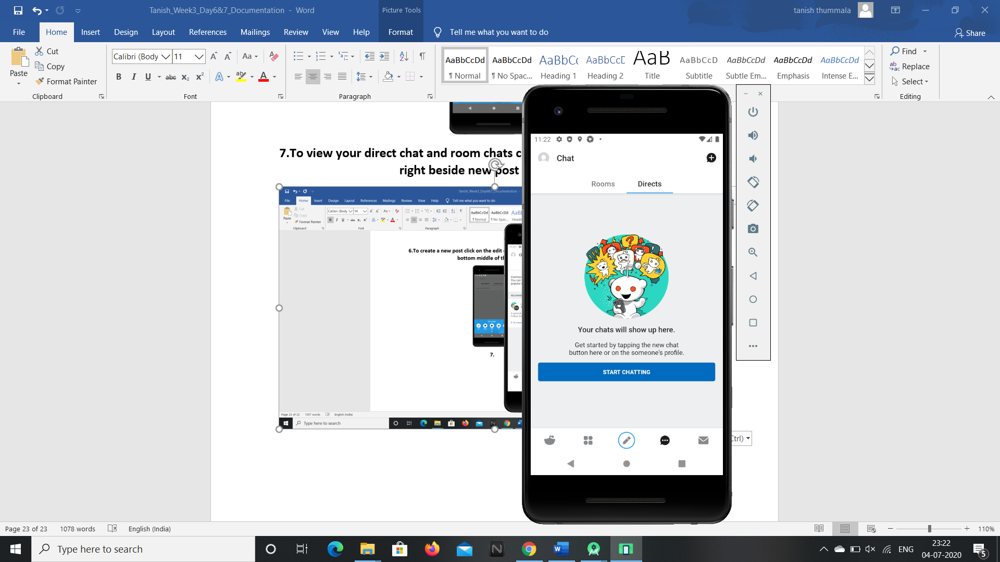 Tanish_Week3_Day6&7_Documentation - Word
Picture Tools
tanish thummala
File Home Insert Design Layout References Mailings Review View Help Format Tell me what you want to do Share
Paste
Cut
Copy
Format Painter
Clipboard
Calibri (Body 11
Font
Paragraph
AaBbCcDd AaBbCcDd AaBbC AaBbCcC AaB AaBbCcD AaBbCcDd AaBbCcDd AaBbCcDd
¶ Normal ¶ No Spac... Heading 1 Heading 2 Title Subtitle Subtle Em... Emphasis Intense E...
Find
Replace
Select
Editing
7.To view your direct chat and room chats
right beside new post
Tanish_Week3_Day6&7_Documentation
File Home Insert Design Layout References Mailings Review View Help Tell me what you want to do
Paste
Cut
Copy
Format Painter
Clipboard
Calibri (Body 14
Font
Paragraph
AaBbCcDd AaBbCcDd
¶ Normal ¶ No Spac...
6.To create a new post click on the edit
bottom middle of th
7.
Page 23 of 23 1057 words English (India)
Type here to search
11:22
Chat
Rooms Directs
Your chats will show up here.
Get started by tapping the new chat
button here or on the someone's profile.
START CHATTING
Ctrl)
Page 23 of 23 1078 words English (India) 110%
Type here to search
ENG
23:22
04-07-2020
5